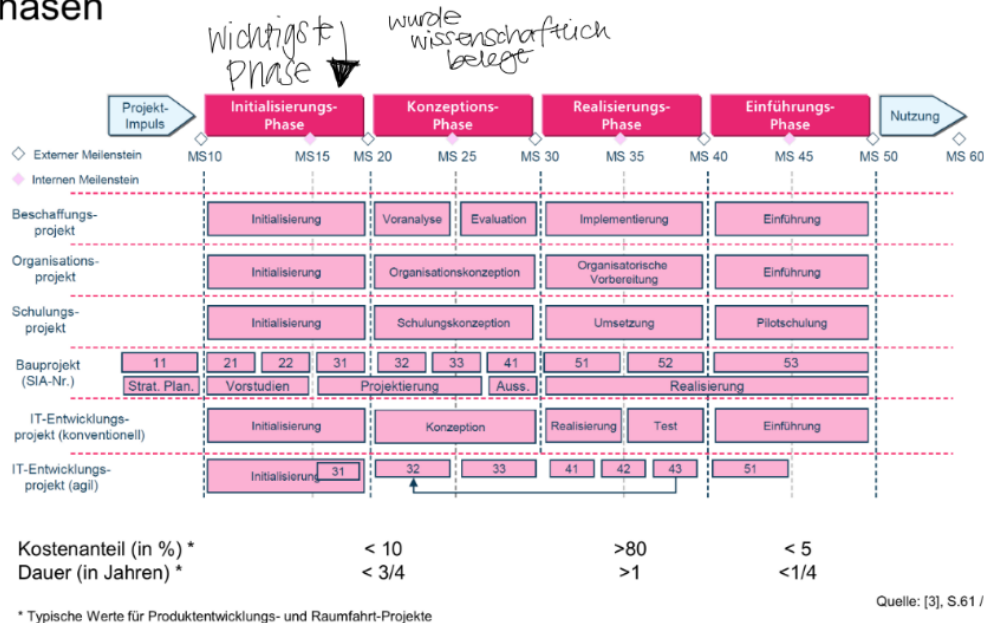 hasen
wichtigste
phase
wurde
wissenschaftlich
belegt
Projekt-
Impuls
Initialisierungs-
Phase
Konzeptions-
Phase
Realisierungs-
Phase
Einführungs-
Phase
Nutzung
Externer Meilenstein
Internen Meilenstein
MS10 MS15 MS 20 MS 25 MS 30 MS 35 MS 40 MS 45 MS 50 MS 60
Beschaffungs-
projekt
Initialisierung Voranalyse Evaluation Implementierung Einführung
Organisations-
projekt
Initialisierung Organisationskonzeption
Organisatorische
Vorbereitung
Einführung
Schulungs-
projekt
Initialisierung Schulungskonzeption Umsetzung Pilotschulung
Bauprojekt
(SIA-Nr.)
11 21 22 31 32 33 41 51 52 53
Strat. Plan. Vorstudien Projektierung Auss. Realisierung
IT-Entwicklungs-
projekt (konventionell)
Initialisierung Konzeption Realisierung Test Einführung
IT-Entwicklungs-
projekt (agil)
Initialisierung 31 32 33 41 42 43 51
Kostenanteil (in %) * < 10 >80 < 5
Dauer (in Jahren) * < 3/4 >1 <1/4
Quelle: [3], S.61 /
* Typische Werte für Produktentwicklungs- und Raumfahrt-Projekte